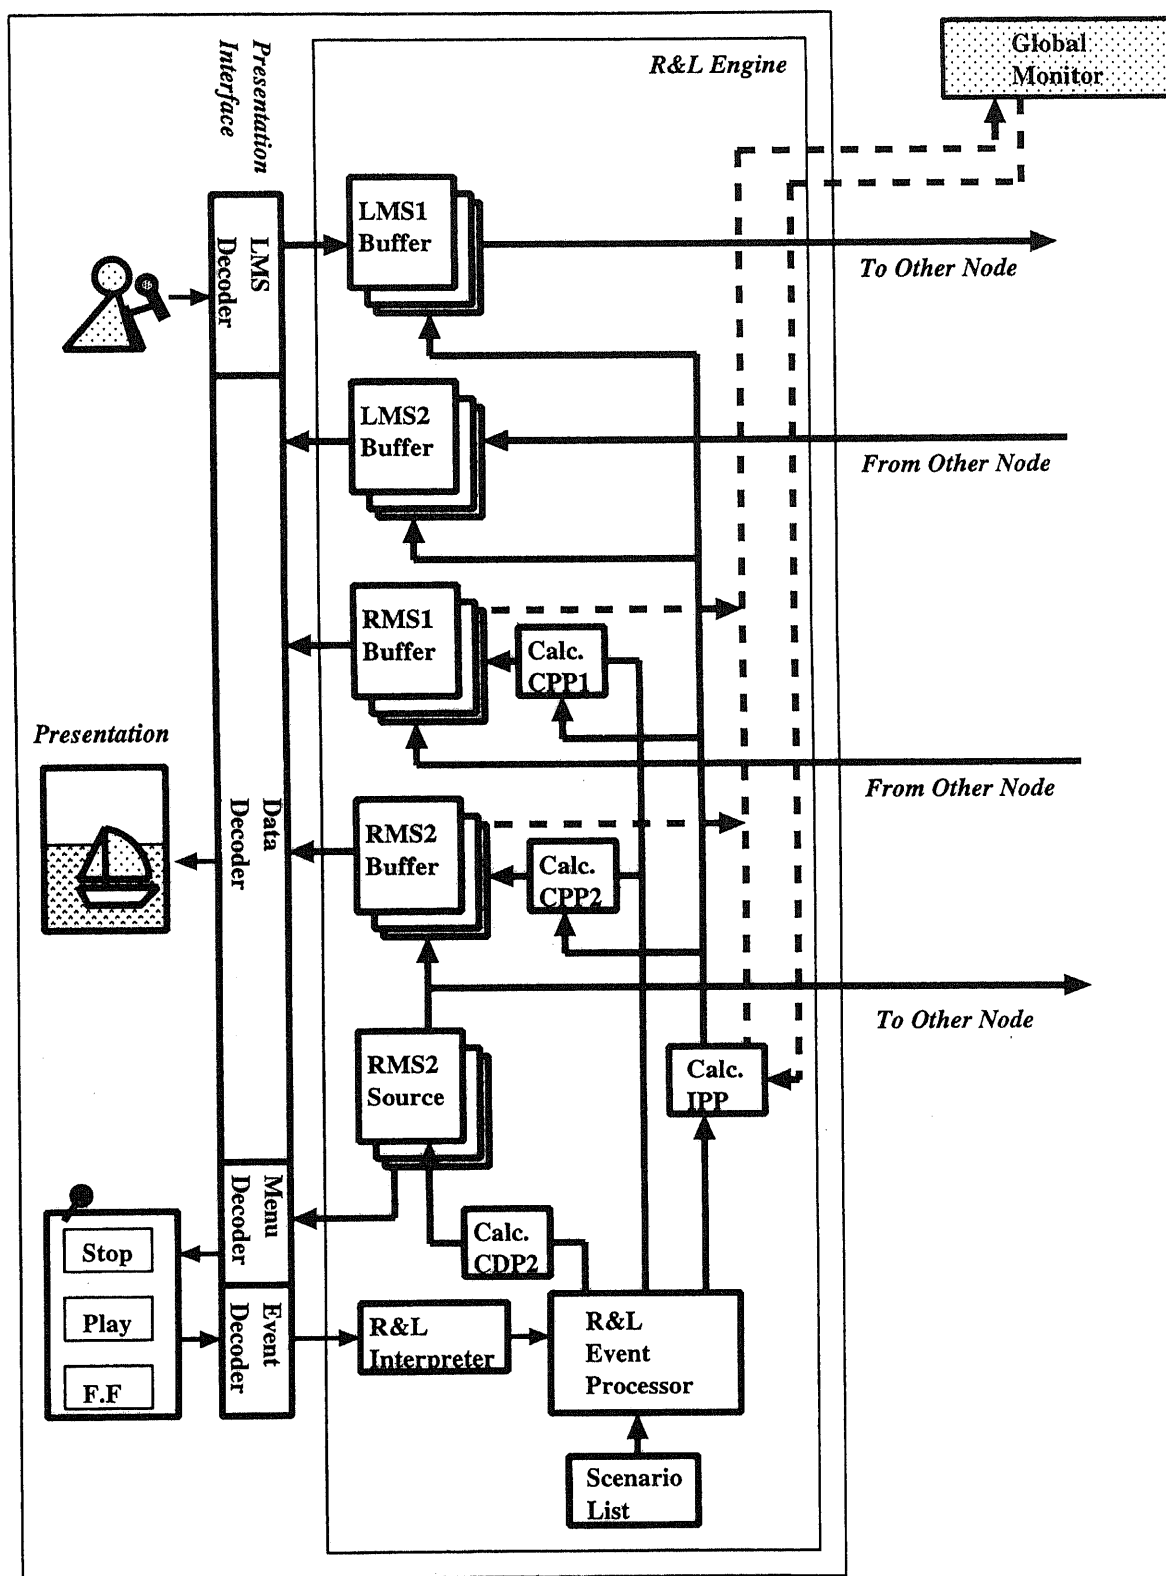 Presentation
Interface
R&L Engine
Global
Monitor
LMS
Decoder
LMS1
Buffer
To Other Node
LMS2
Buffer
From Other Node
RMS1
Buffer
Calc.
CPP1
Presentation
From Other Node
Data
Decoder
RMS2
Buffer
Calc.
CPP2
To Other Node
RMS2
Source
Calc.
IPP
Menu
Decoder
Calc.
CDP2
Stop
Play
F.F
Event
Decoder
R&L
Interpreter
R&L
Event
Processor
Scenario
List